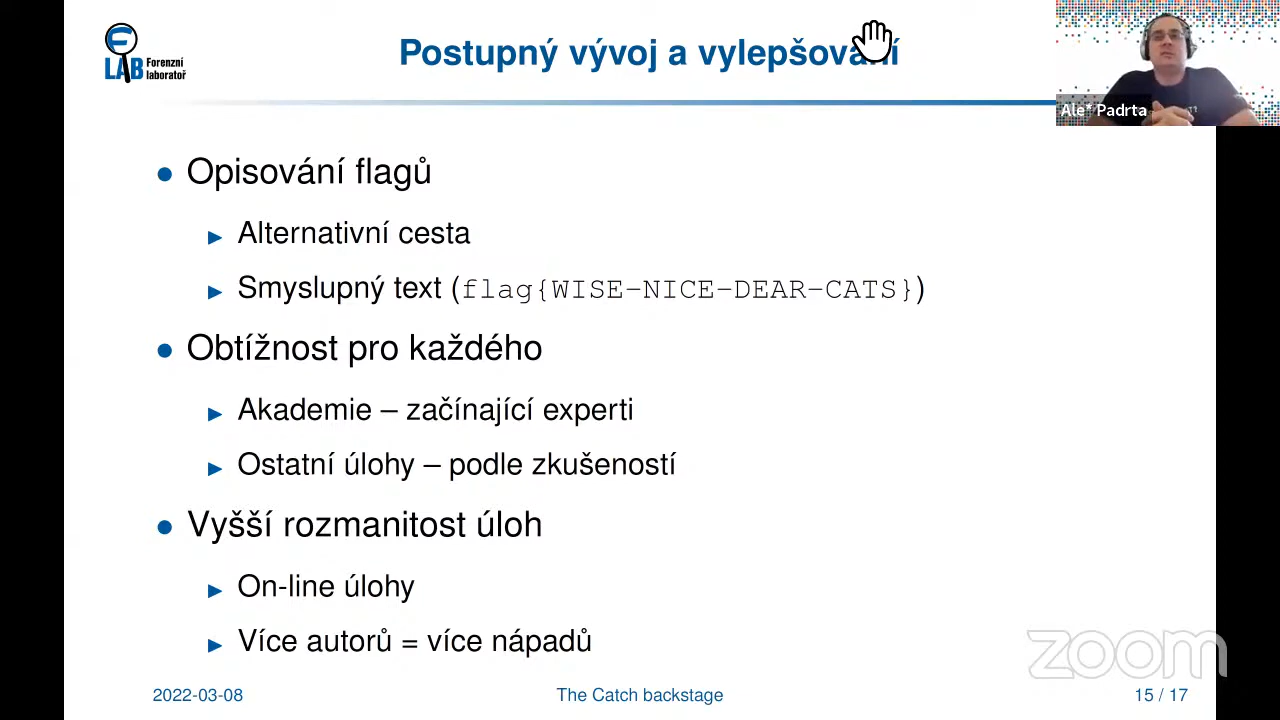 F
LAB Forenzní
laboratoř
Postupný vývoj a vylepšování
Aleš Padrta
Opisování flagů
Alternativní cesta
Smyslupný text (flag{WISE-NICE-DEAR-CATS})
Obtížnost pro každého
Akademie – začínající experti
Ostatní úlohy – podle zkušeností
Vyšší rozmanitost úloh
On-line úlohy
Více autorů = více nápadů
zoom
2022-03-08
The Catch backstage
15 / 17